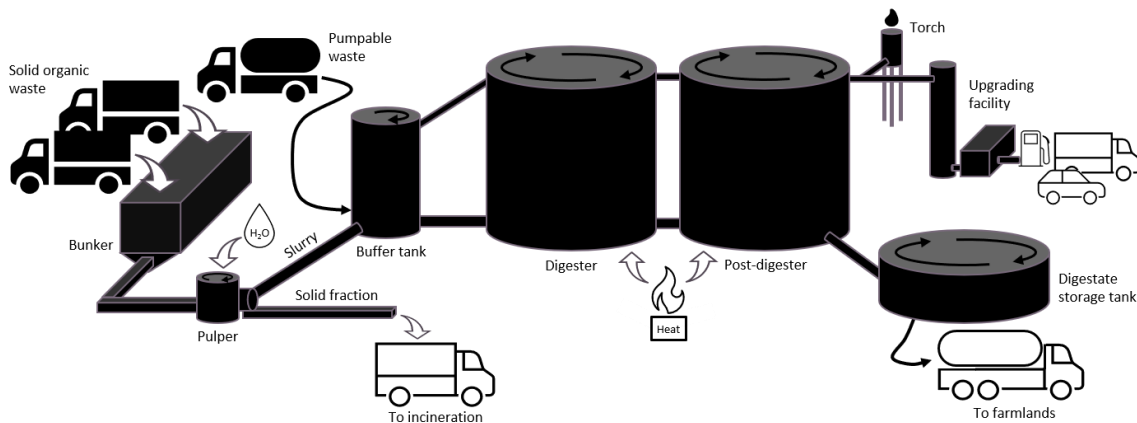 Pumpable
waste
Solid organic
waste
Torch
Upgrading
facility
Bunker
H₂O
Slurry
Buffer tank
Digester
Post-digester
Digestate
storage tank
Solid fraction
Pulper
Heat
To incineration
To farmlands